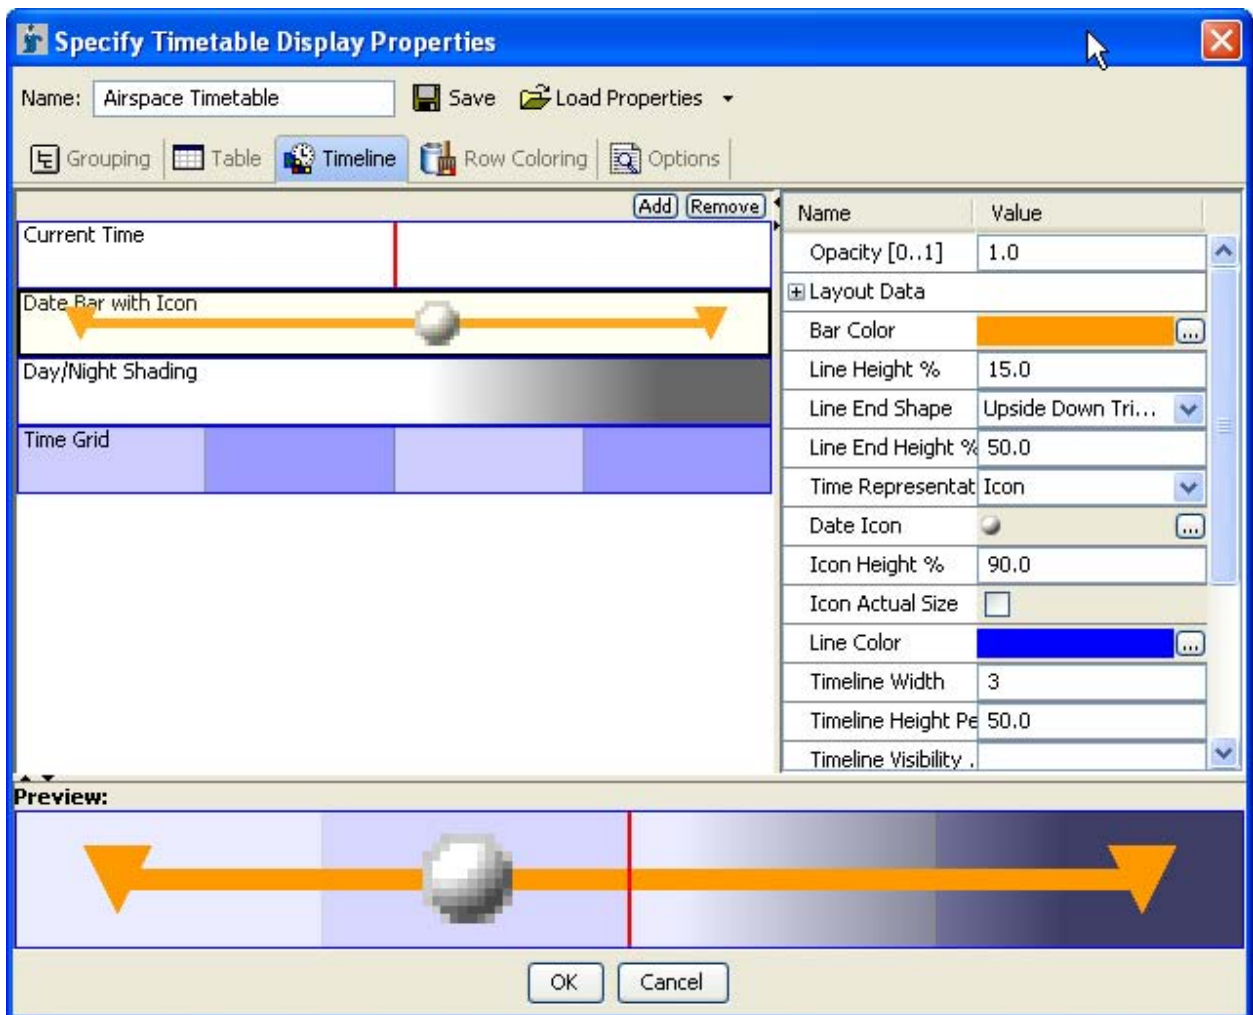 Specify Timetable Display Properties
Name: Airspace Timetable Save Load Properties
Grouping Table Timeline Row Coloring Options
Add Remove
Current Time
Date Bar with Icon
Day/Night Shading
Time Grid
Name Value
Opacity [0..1] 1.0
Layout Data
Bar Color ...
Line Height % 15.0
Line End Shape Upside Down Tri...
Line End Height % 50.0
Time Representat Icon
Date Icon ...
Icon Height % 90.0
Icon Actual Size
Line Color ...
Timeline Width 3
Timeline Height Pe 50.0
Timeline Visibility .
Preview:
OK Cancel